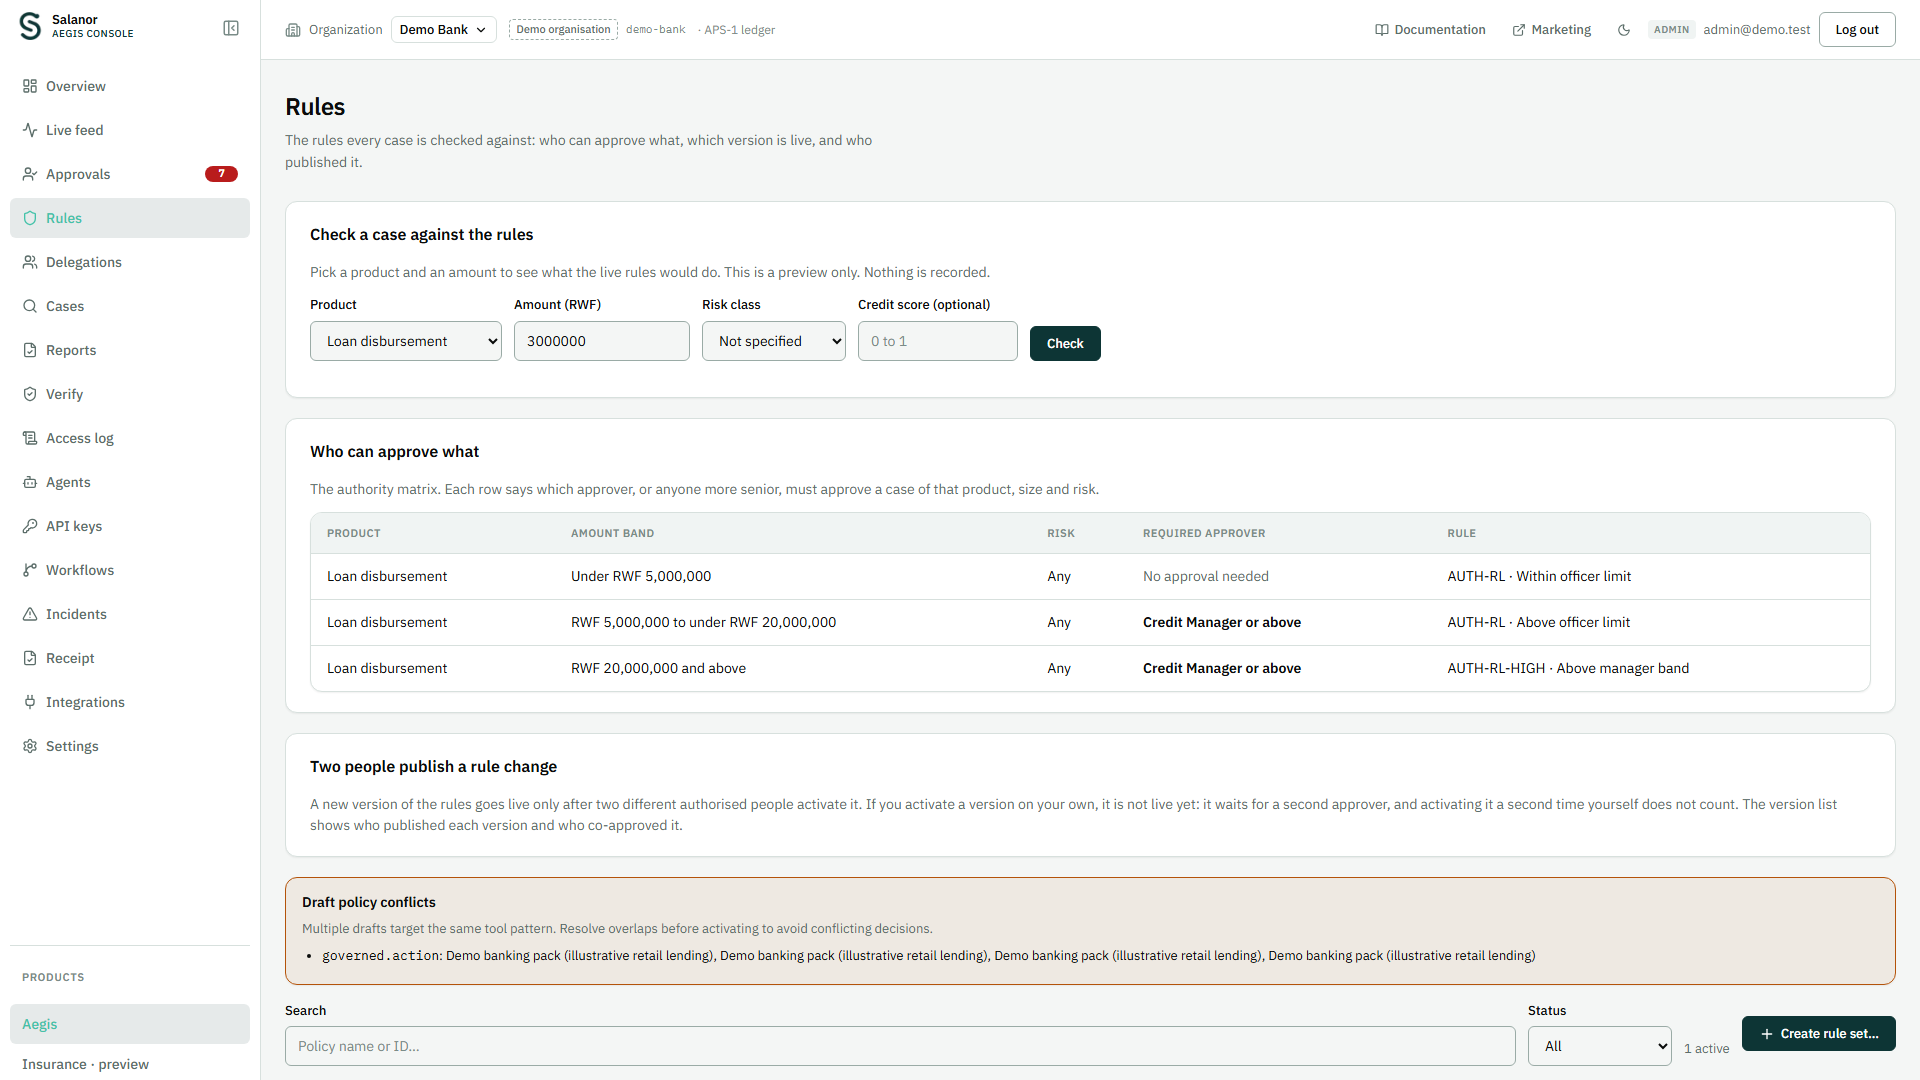 Salanor
AEGIS CONSOLE
Overview
Live feed
Approvals 7
Rules
Delegations
Cases
Reports
Verify
Access log
Agents
API keys
Workflows
Incidents
Receipt
Integrations
Settings
PRODUCTS
Aegis
Insurance · preview
Organization Demo Bank Demo organisation demo-bank · APS-1 ledger Documentation Marketing ADMIN admin@demo.test Log out
Rules
The rules every case is checked against: who can approve what, which version is live, and who
published it.
Check a case against the rules
Pick a product and an amount to see what the live rules would do. This is a preview only. Nothing is recorded.
Product Amount (RWF) Risk class Credit score (optional)
Loan disbursement 3000000 Not specified 0 to 1 Check
Who can approve what
The authority matrix. Each row says which approver, or anyone more senior, must approve a case of that product, size and risk.
PRODUCT AMOUNT BAND RISK REQUIRED APPROVER RULE
Loan disbursement Under RWF 5,000,000 Any No approval needed AUTH-RL · Within officer limit
Loan disbursement RWF 5,000,000 to under RWF 20,000,000 Any Credit Manager or above AUTH-RL · Above officer limit
Loan disbursement RWF 20,000,000 and above Any Credit Manager or above AUTH-RL-HIGH · Above manager band
Two people publish a rule change
A new version of the rules goes live only after two different authorised people activate it. If you activate a version on your own, it is not live yet: it waits for a second approver, and activating it a second time yourself does not count. The version list
shows who published each version and who co-approved it.
Draft policy conflicts
Multiple drafts target the same tool pattern. Resolve overlaps before activating to avoid conflicting decisions.
• governed.action: Demo banking pack (illustrative retail lending), Demo banking pack (illustrative retail lending), Demo banking pack (illustrative retail lending), Demo banking pack (illustrative retail lending)
Search Status
Policy name or ID... All 1 active + Create rule set...